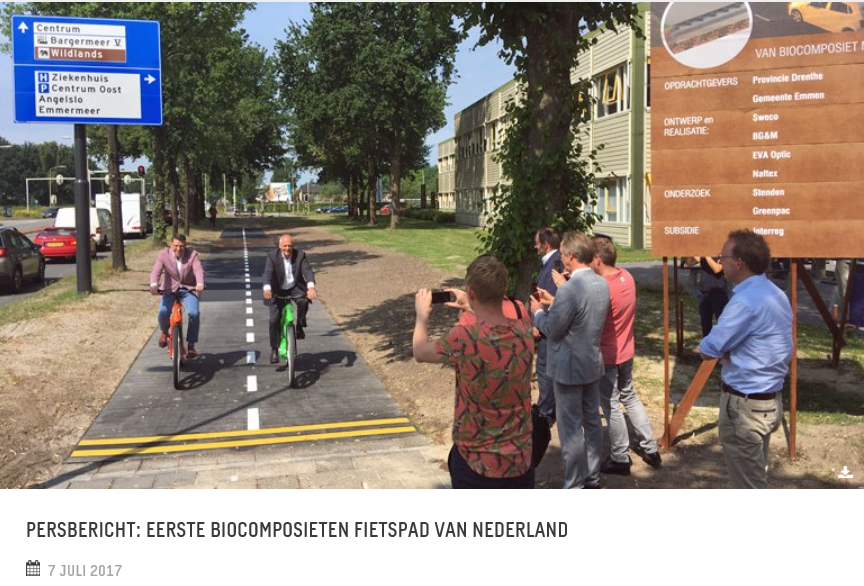 Centrum
Bargermeer
Wildlands
H Ziekenhuis
P Centrum Oost
Angelslo
Emmermeer
VAN BIOCOMPOSIET
OPDRACHTGEVERS Provincie Drenthe
Gemeente Emmen
ONTWERP en Sweco
REALISATIE: BG&M
EVA Optic
Naftex
ONDERZOEK Stenden
Greenpac
SUBSIDIE Interreg
PERSBERICHT: EERSTE BIOCOMPOSIETEN FIETSPAD VAN NEDERLAND
7 JULI 2017